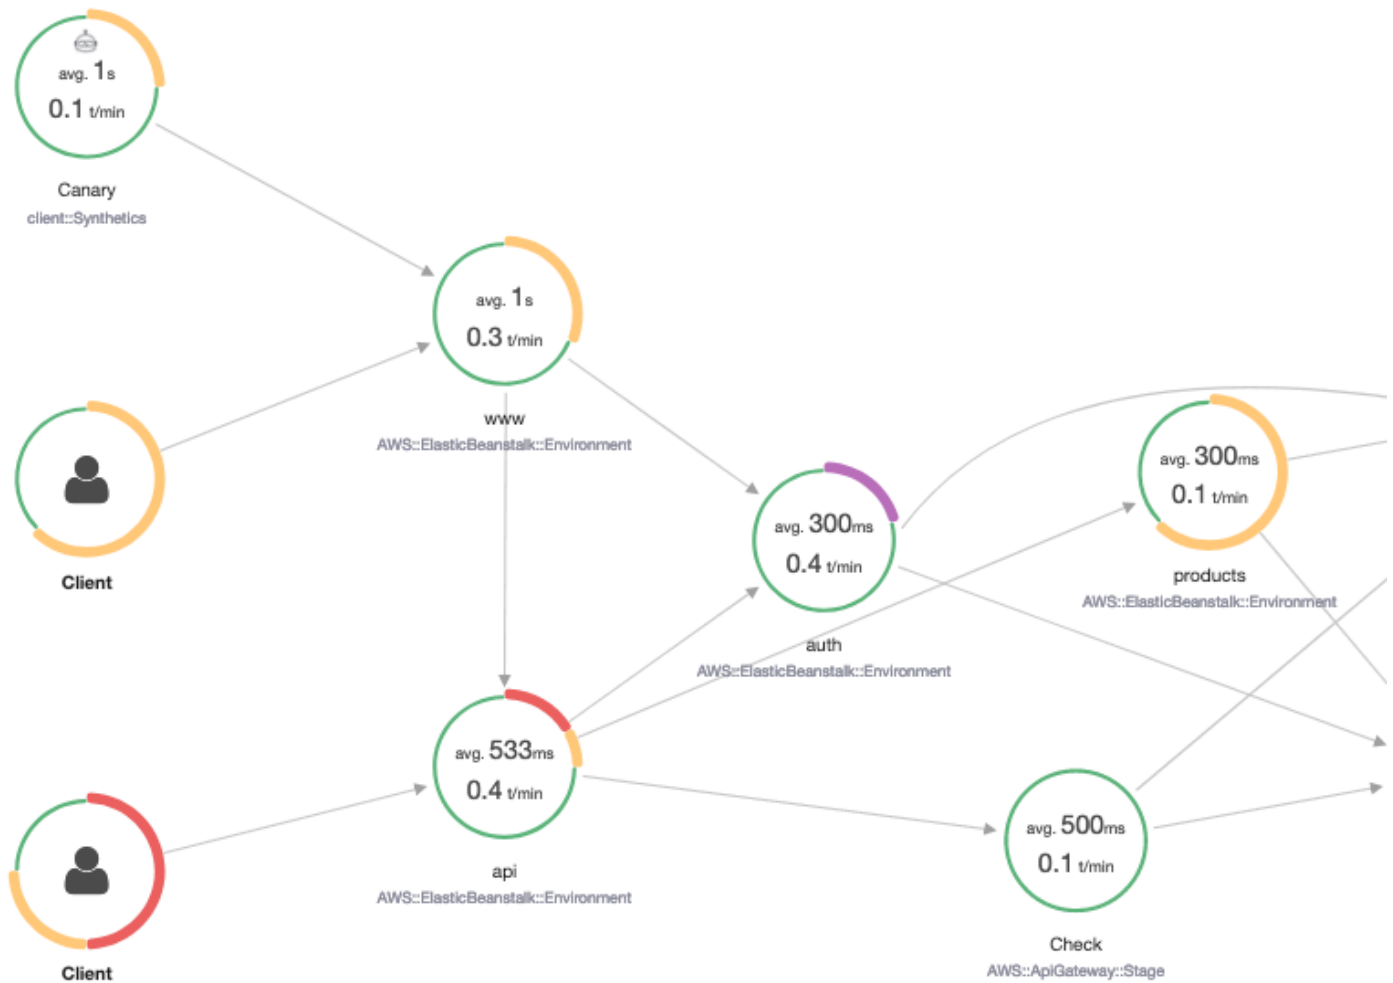 avg. 1s
0.1 t/min
Canary
client::Synthetics
avg. 1s
0.3 t/min
www
AWS::ElasticBeanstalk::Environment
Client
avg. 300ms
0.1 t/min
products
AWS::ElasticBeanstalk::Environment
avg. 300ms
0.4 t/min
auth
AWS::ElasticBeanstalk::Environment
avg. 533ms
0.4 t/min
api
AWS::ElasticBeanstalk::Environment
avg. 500ms
0.1 t/min
Check
AWS::ApiGateway::Stage
Client